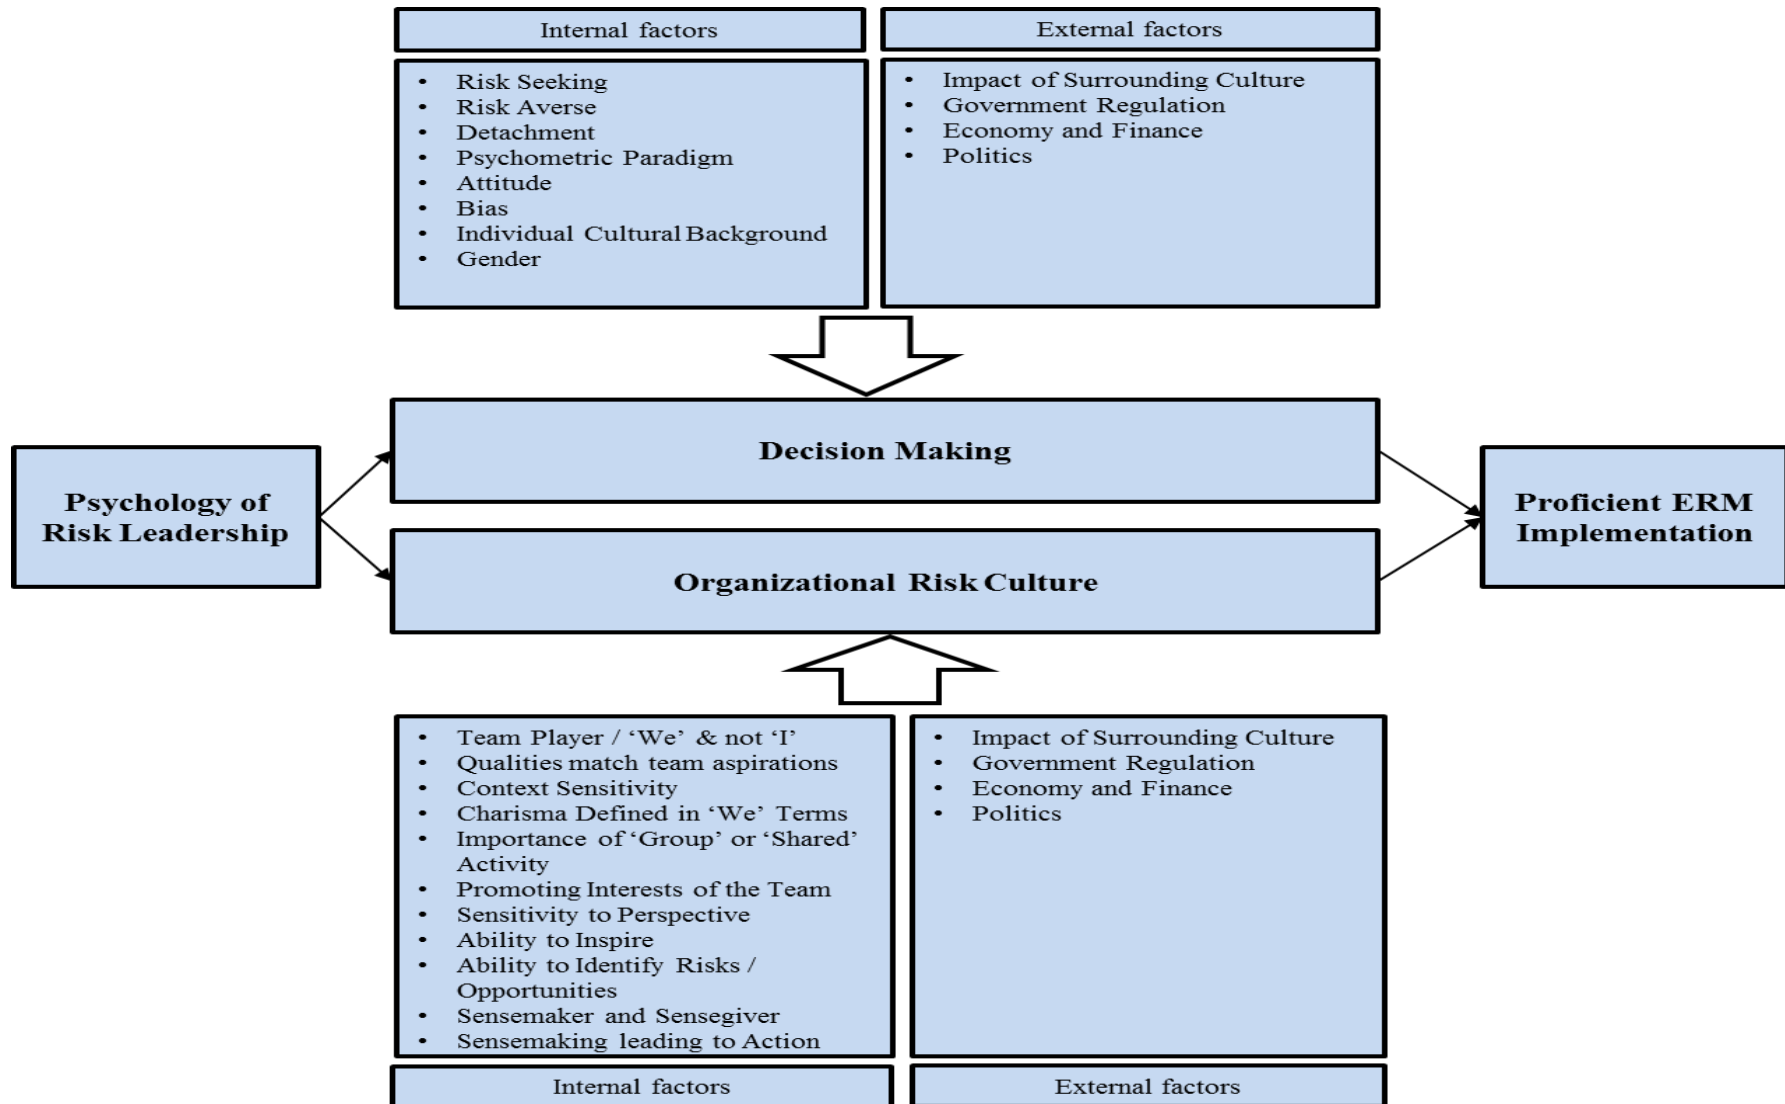 Internal factors
External factors
• Risk Seeking
• Risk Averse
• Detachment
• Psychometric Paradigm
• Attitude
• Bias
• Individual Cultural Background
• Gender
• Impact of Surrounding Culture
• Government Regulation
• Economy and Finance
• Politics
Decision Making
Psychology of
Risk Leadership
Proficient ERM
Implementation
Organizational Risk Culture
• Team Player / ‘We’ & not ‘I’
• Qualities match team aspirations
• Context Sensitivity
• Charisma Defined in ‘We’ Terms
• Importance of ‘Group’ or ‘Shared’
Activity
• Promoting Interests of the Team
• Sensitivity to Perspective
• Ability to Inspire
• Ability to Identify Risks /
Opportunities
• Sensemaker and Sensegiver
• Sensemaking leading to Action
• Impact of Surrounding Culture
• Government Regulation
• Economy and Finance
• Politics
Internal factors
External factors